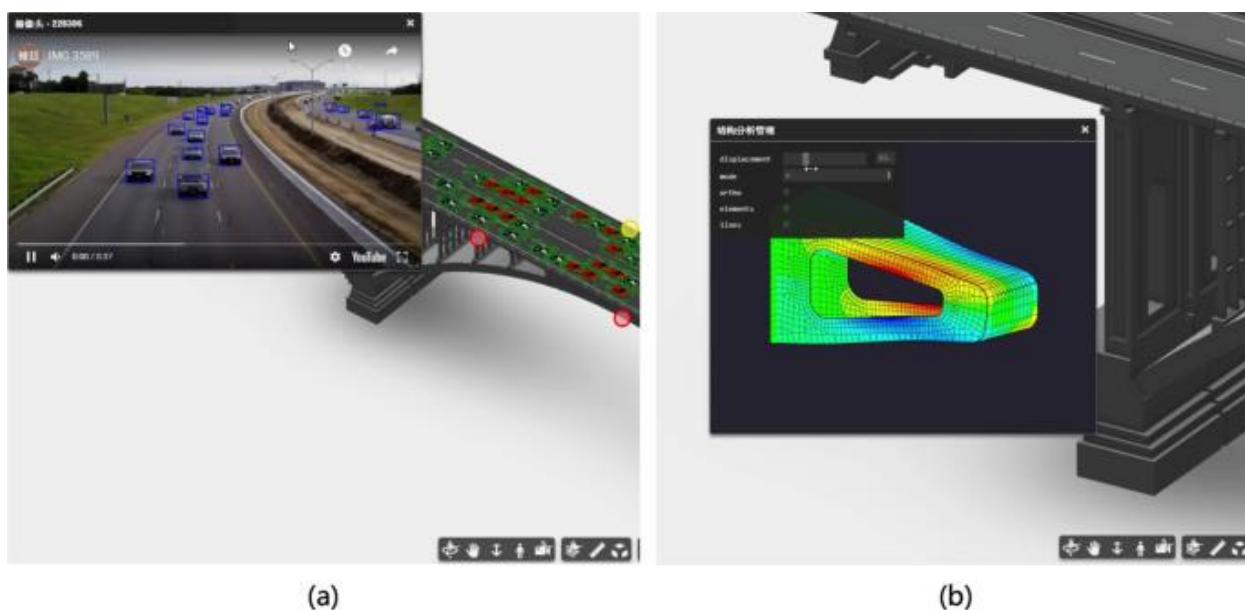 摄像头 - 228306
IMG 3589
0:00 / 0:37
YouTube
结构分析管理
displacement
mode
ortho
elements
lines
(a)
(b)